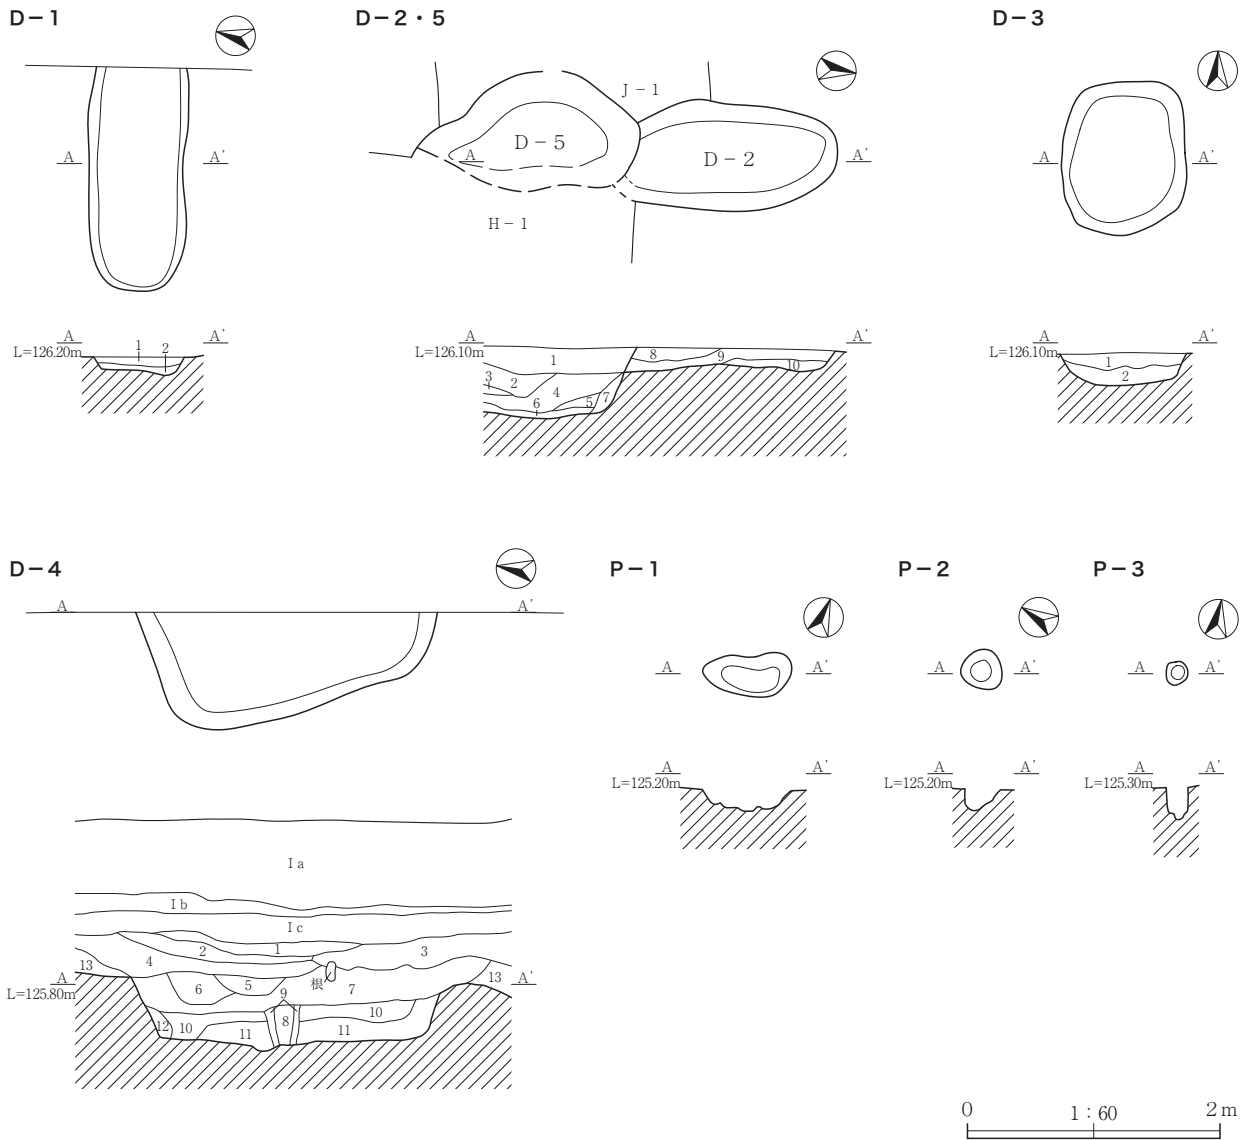 D-1
D-2・5
D-3
A
A'
J-1
D-5
A
D-2
A'
H-1
A
A'
A
A'
L=126.20m
1
2
A
A'
L=126.10m
1
2
3
4
5
6
7
8
9
10
A
A'
L=126.10m
1
2
D-4
P-1
P-2
P-3
A
A'
A
A'
A
A'
A
A'
A
A'
L=125.20m
A
A'
L=125.20m
A
A'
L=125.30m
Ⅰa
Ⅰb
Ⅰc
1
2
3
4
13
A
A'
L=125.80m
13
5
6
根
7
9
8
10
10
11
11
12
0
1:60
2m